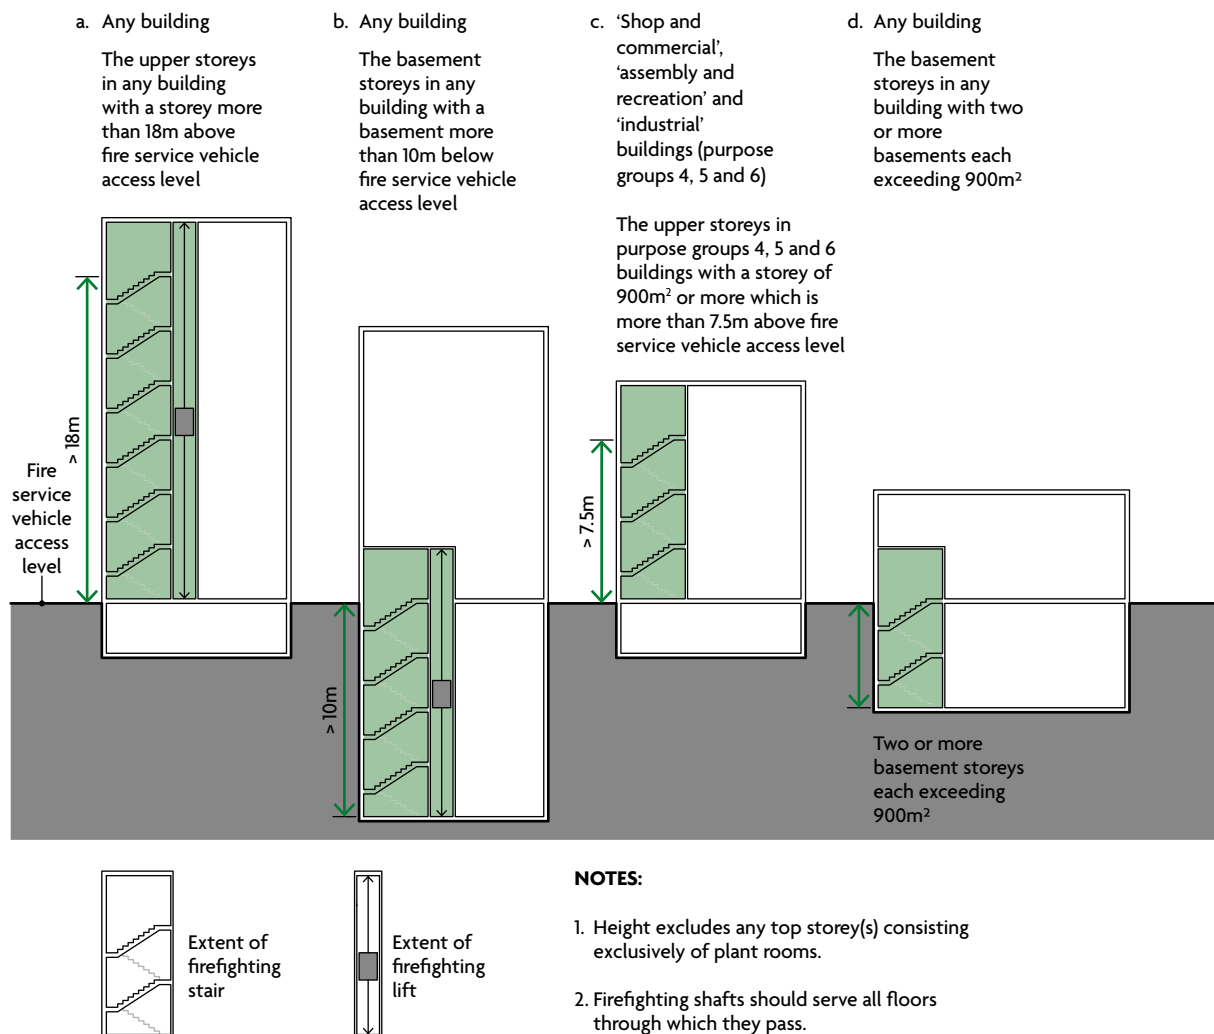 a. Any building
The upper storeys
in any building
with a storey more
than 18m above
fire service vehicle
access level
b. Any building
The basement
storeys in any
building with a
basement more
than 10m below
fire service vehicle
access level
c. ‘Shop and
commercial’,
‘assembly and
recreation’ and
‘industrial’
buildings (purpose
groups 4, 5 and 6)
The upper storeys in
purpose groups 4, 5 and 6
buildings with a storey of
900m² or more which is
more than 7.5m above fire
service vehicle access level
d. Any building
The basement
storeys in any
building with two
or more
basements each
exceeding 900m²
> 18m
Fire
service
vehicle
access
level
> 10m
> 7.5m
Two or more
basement storeys
each exceeding
900m²
Extent of
firefighting
stair
Extent of
firefighting
lift
NOTES:
1. Height excludes any top storey(s) consisting
exclusively of plant rooms.
2. Firefighting shafts should serve all floors
through which they pass.